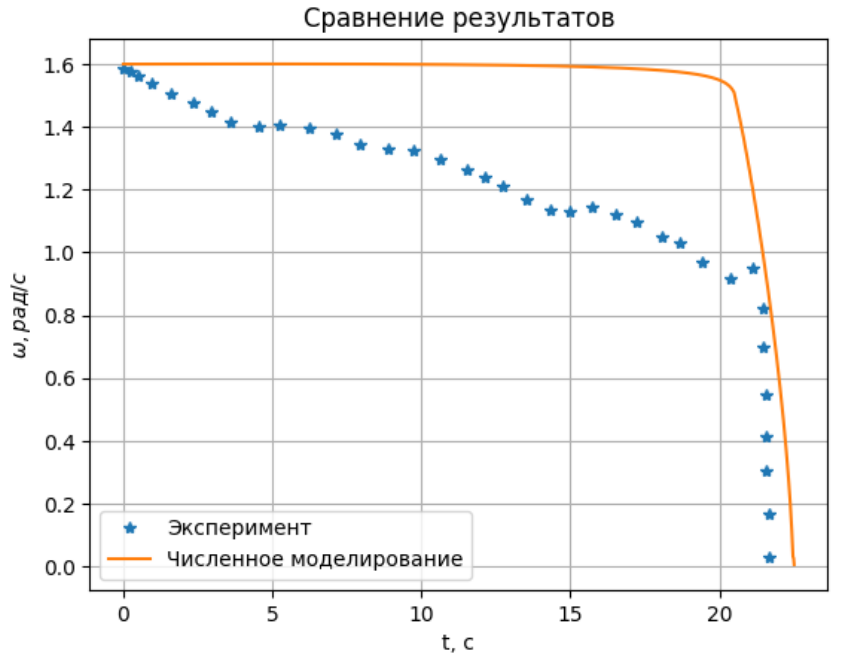 Сравнение результатов
ω, рад/с
1.6
1.4
1.2
1.0
0.8
0.6
0.4
0.2
0.0
Эксперимент
Численное моделирование
0 5 10 15 20
t, с